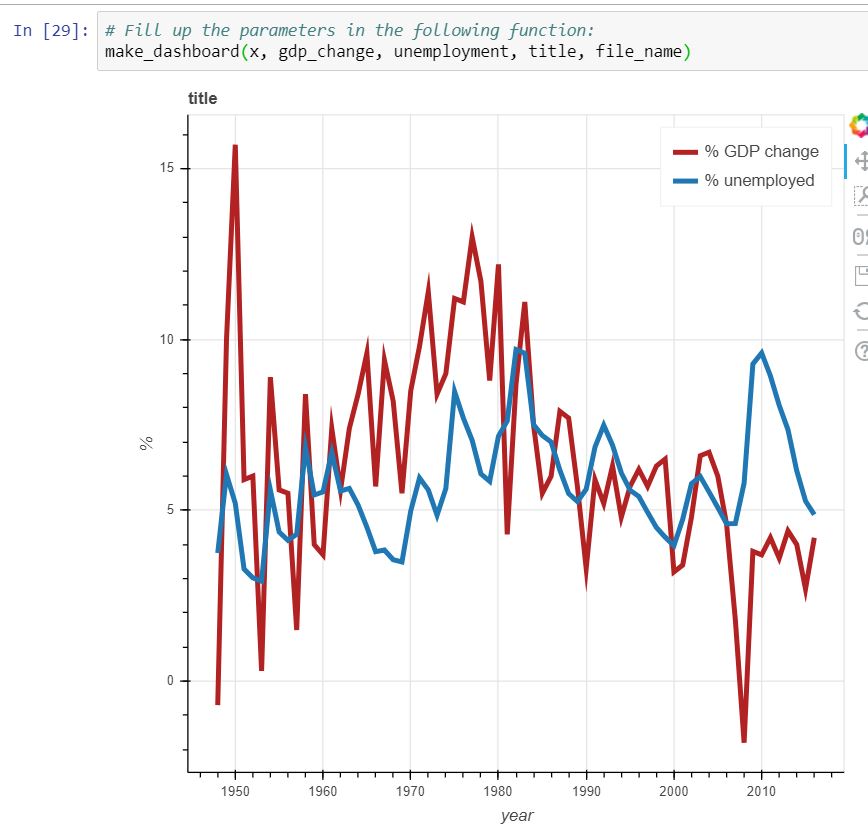 In [29]: # Fill up the parameters in the following function:
make_dashboard(x, gdp_change, unemployment, title, file_name)
title
% GDP change
% unemployed
15
10
5
0
%
1950 1960 1970 1980 1990 2000 2010
year